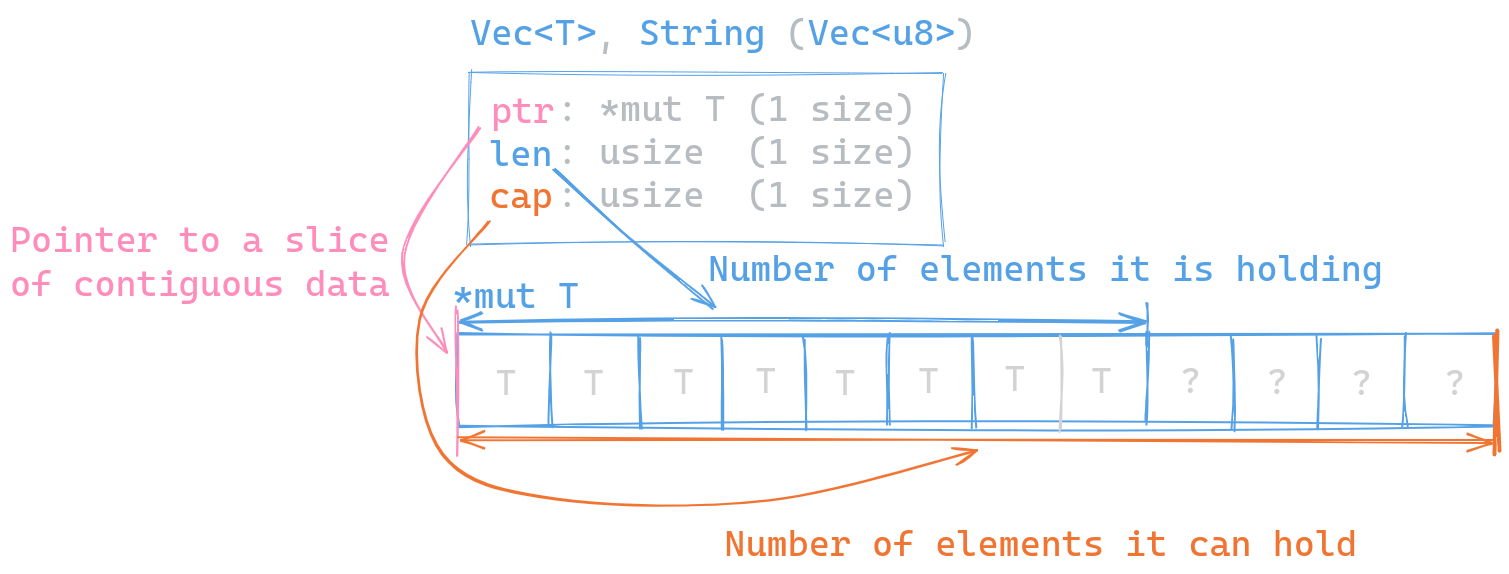 Vec<T>, String (Vec<u8>)
ptr: *mut T (1 size)
len: usize  (1 size)
cap: usize  (1 size)
Pointer to a slice
of contiguous data
Number of elements it is holding
*mut T
T T T T T T T T ? ? ? ?
Number of elements it can hold